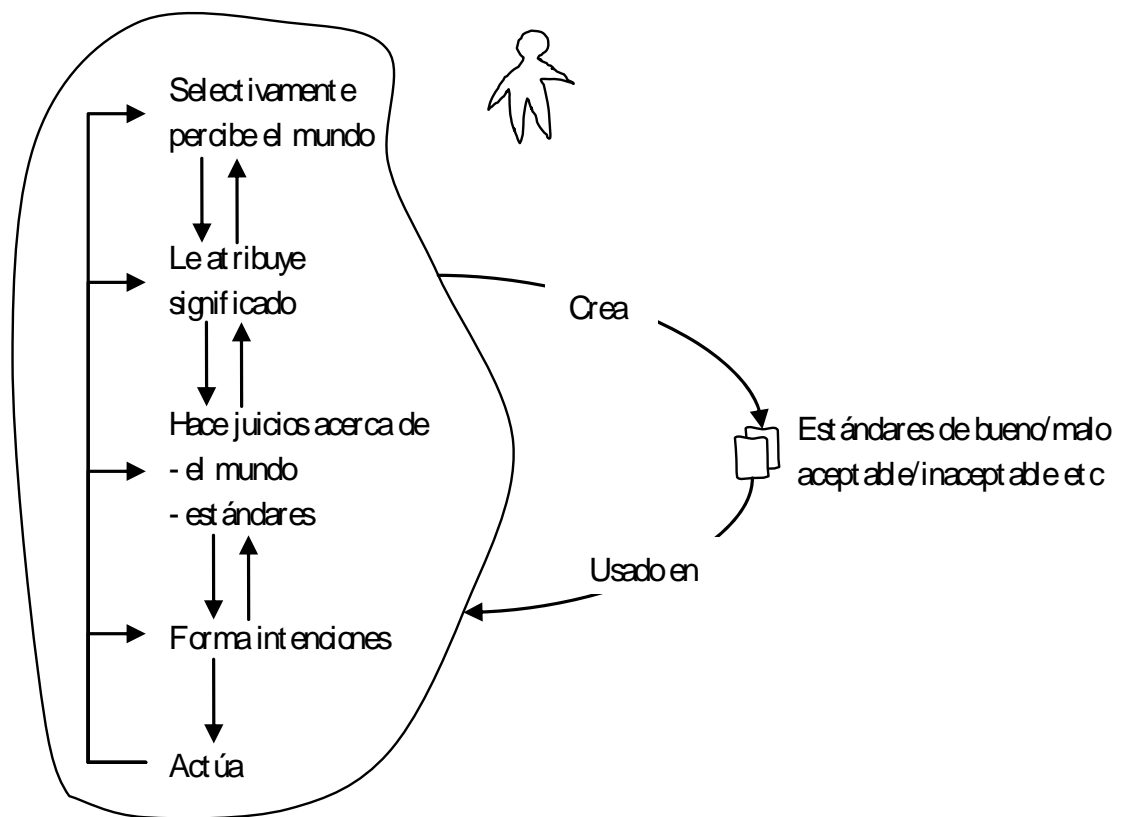 Selectivamente
percibe el mundo
Le atribuye
significado
Crea
Hace juicios acerca de
- el mundo
- estándares
Estándares de bueno/malo
aceptable/inaceptable etc
Usado en
Forma intenciones
Actúa